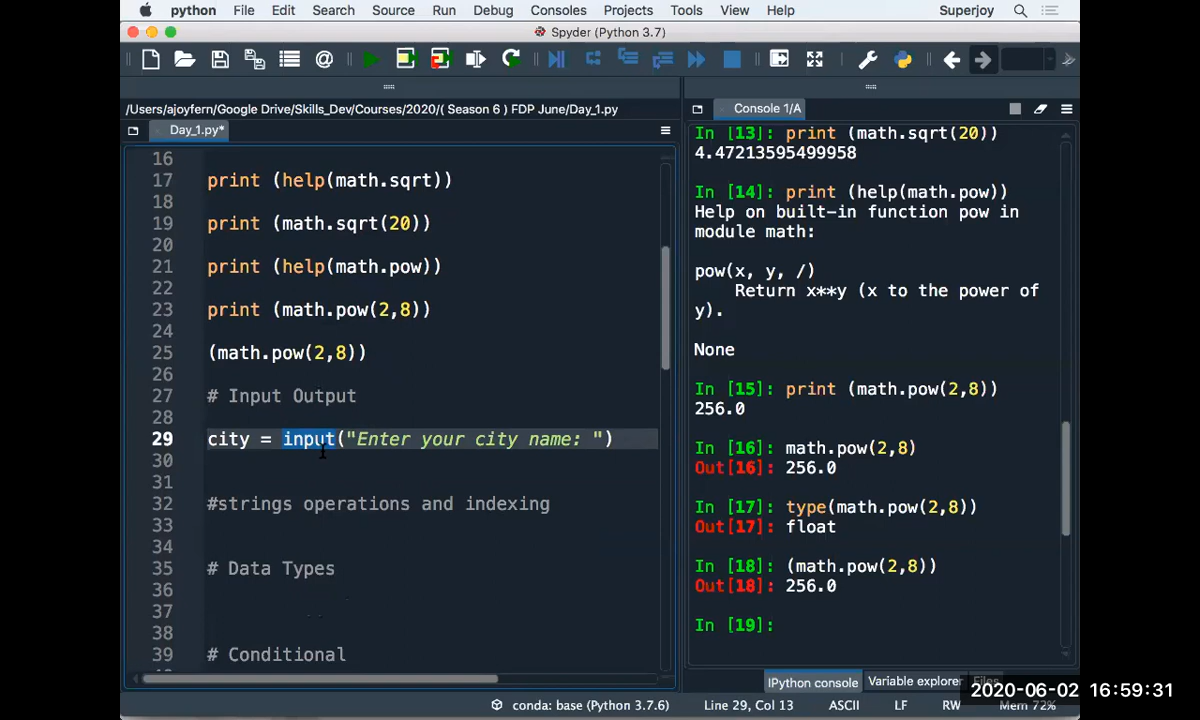 python File Edit Search Source Run Debug Consoles Projects Tools View Help Superjoy
Spyder (Python 3.7)
/Users/ajoyfern/Google Drive/Skills_Dev/Courses/2020/( Season 6 ) FDP June/Day_1.py
Day_1.py*
16
17 print (help(math.sqrt))
18
19 print (math.sqrt(20))
20
21 print (help(math.pow))
22
23 print (math.pow(2,8))
24
25 (math.pow(2,8))
26
27 # Input Output
28
29 city = input("Enter your city name: ")
30
31
32 #strings operations and indexing
33
34
35 # Data Types
36
37
38
39 # Conditional
Console 1/A
In [13]: print (math.sqrt(20))
4.47213595499958
In [14]: print (help(math.pow))
Help on built-in function pow in
module math:
pow(x, y, /)
Return x**y (x to the power of
y).
None
In [15]: print (math.pow(2,8))
256.0
In [16]: math.pow(2,8)
Out[16]: 256.0
In [17]: type(math.pow(2,8))
Out[17]: float
In [18]: (math.pow(2,8))
Out[18]: 256.0
In [19]:
IPython console Variable explorer Files
conda: base (Python 3.7.6) Line 29, Col 13 ASCII LF RW Mem 72%
2020-06-02 16:59:31